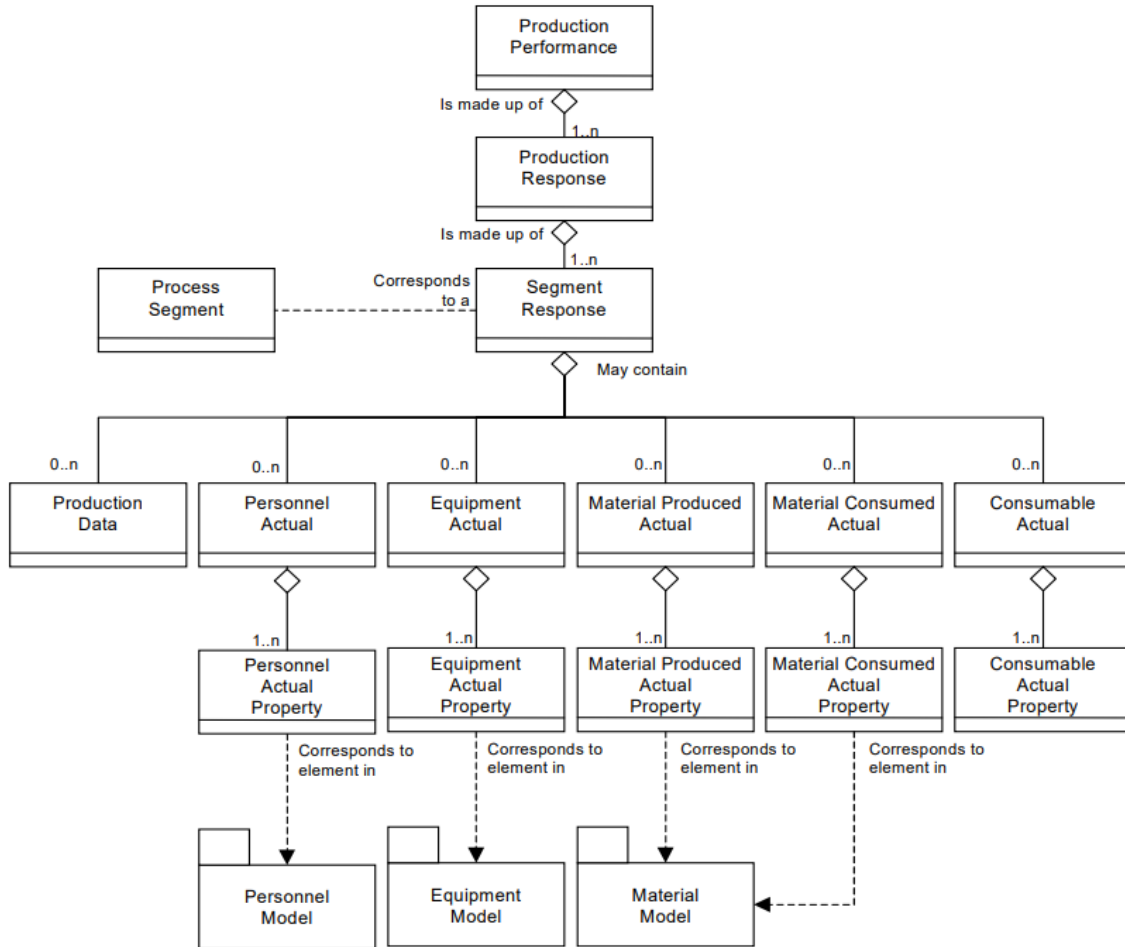 Production
Performance
Is made up of
1..n
Production
Response
Is made up of
1..n
Process
Segment
Corresponds
to a
Segment
Response
May contain
0..n
0..n
0..n
0..n
0..n
0..n
Production
Data
Personnel
Actual
Equipment
Actual
Material Produced
Actual
Material Consumed
Actual
Consumable
Actual
1..n
1..n
1..n
1..n
1..n
Personnel
Actual
Property
Equipment
Actual
Property
Material Produced
Actual
Property
Material Consumed
Actual
Property
Consumable
Actual
Property
Corresponds to
element in
Corresponds to
element in
Corresponds to
element in
Corresponds to
element in
Personnel
Model
Equipment
Model
Material
Model